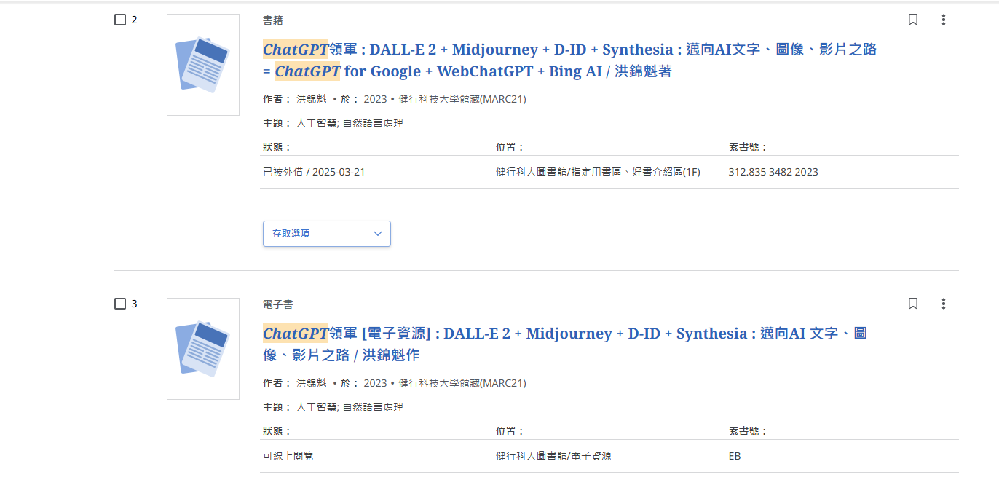 2
書籍
ChatGPT領軍 : DALL-E 2 + Midjourney + D-ID + Synthesia : 邁向AI文字、圖像、影片之路
= ChatGPT for Google + WebChatGPT + Bing AI / 洪錦魁著
作者： 洪錦魁 • 於： 2023 • 健行科技大學館藏(MARC21)
主題： 人工智慧; 自然語言處理
狀態： 位置： 索書號：
已被外借 / 2025-03-21 健行科大圖書館/指定用書區、好書介紹區(1F) 312.835 3482 2023
存取選項
3
電子書
ChatGPT領軍 [電子資源] : DALL-E 2 + Midjourney + D-ID + Synthesia : 邁向AI 文字、圖
像、影片之路 / 洪錦魁作
作者： 洪錦魁 • 於： 2023 • 健行科技大學館藏(MARC21)
主題： 人工智慧; 自然語言處理
狀態： 位置： 索書號：
可線上閱覽 健行科大圖書館/電子資源 EB